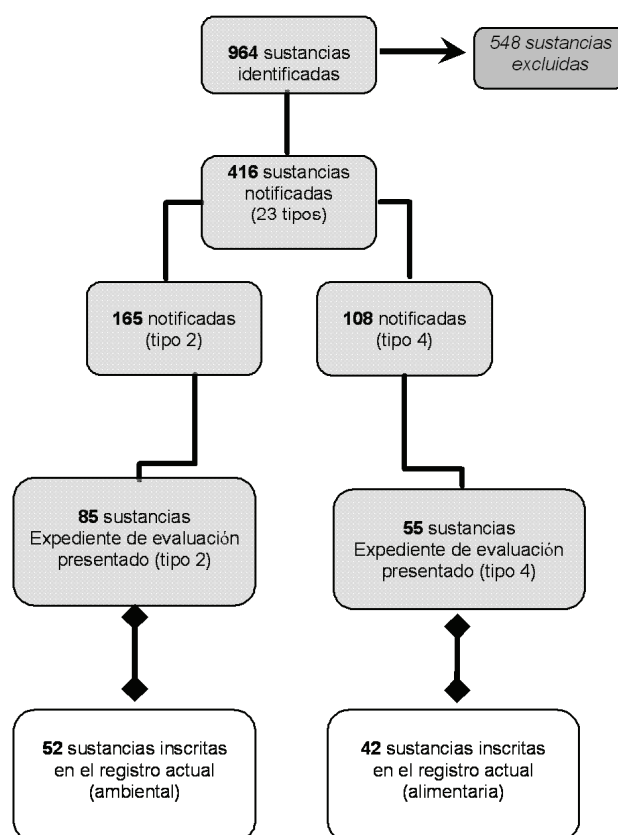 964 sustancias
identificadas
548 sustancias
excluidas
416 sustancias
notificadas
(23 tipos)
165 notificadas
(tipo 2)
108 notificadas
(tipo 4)
85 sustancias
Expediente de evaluación
presentado (tipo 2)
55 sustancias
Expediente de evaluación
presentado (tipo 4)
52 sustancias inscritas
en el registro actual
(ambiental)
42 sustancias inscritas
en el registro actual
(alimentaria)